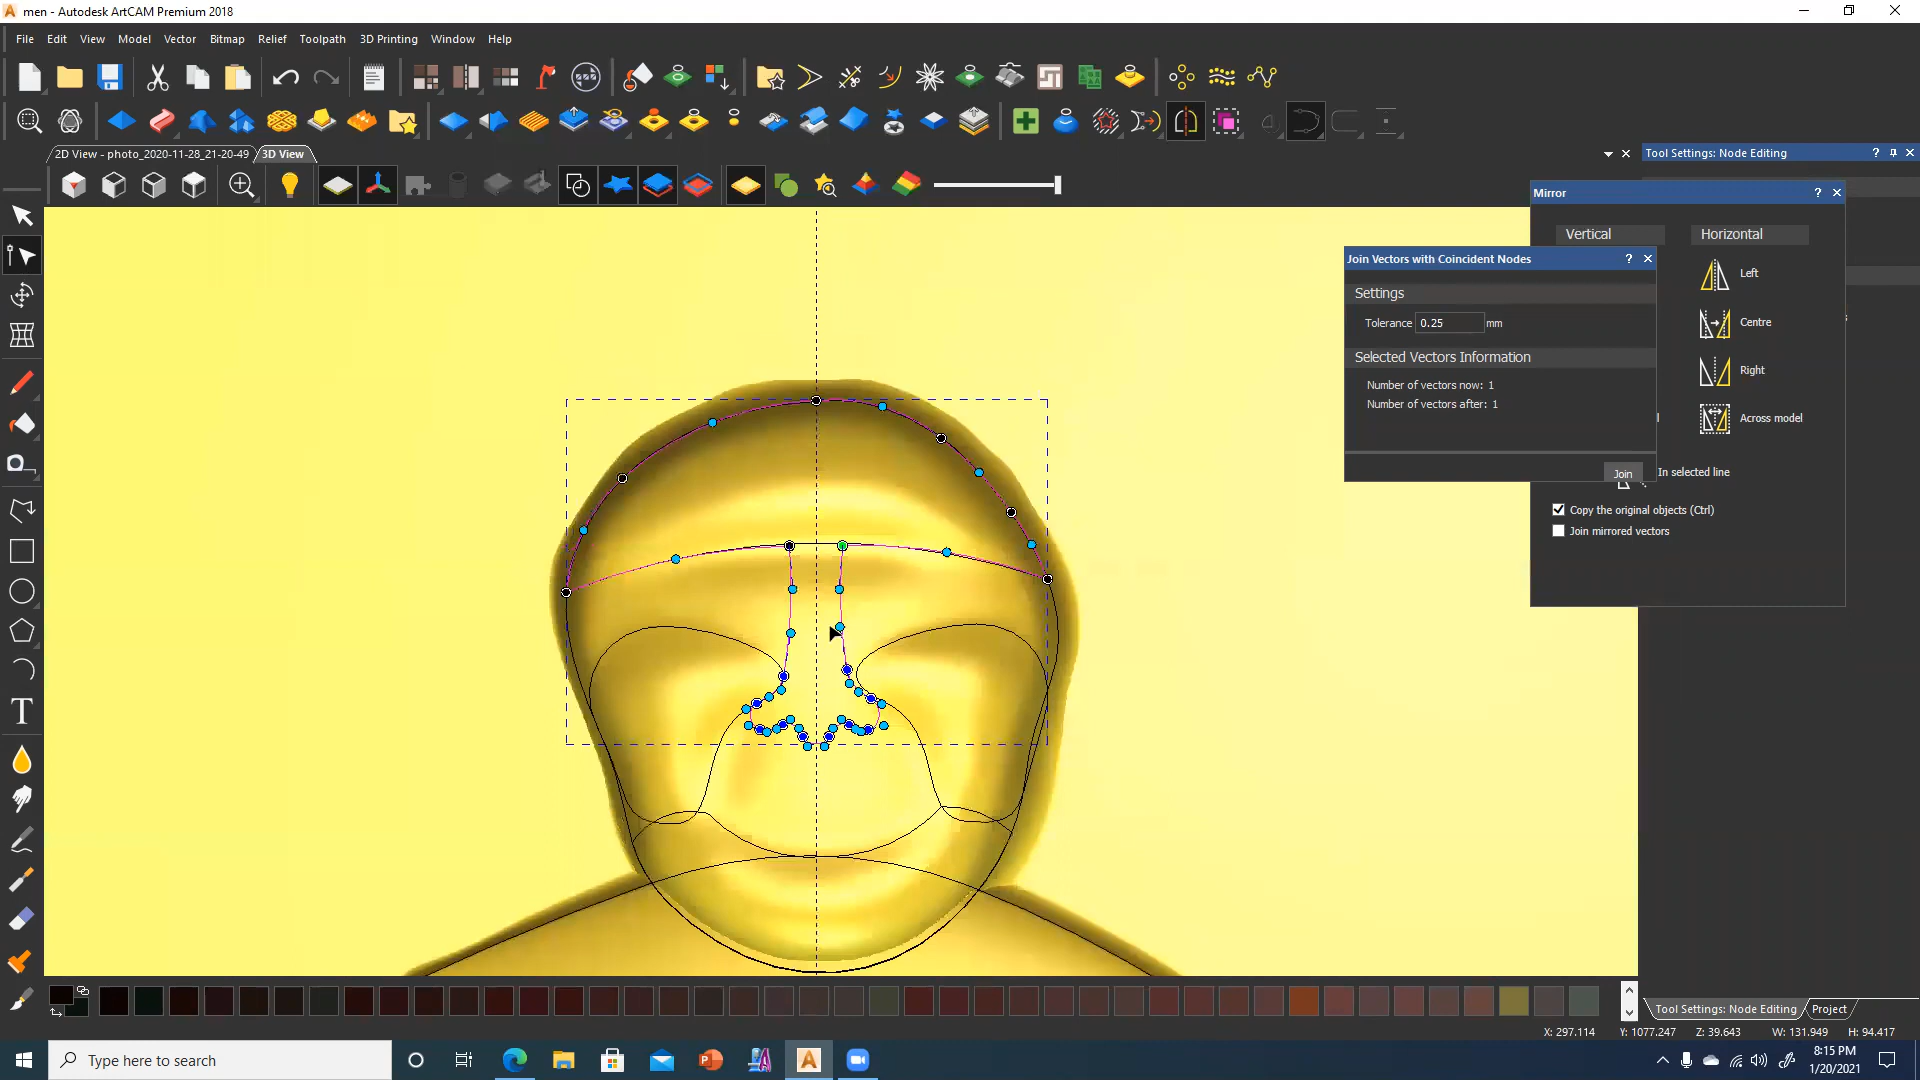 men - Autodesk ArtCAM Premium 2018
File Edit View Model Vector Bitmap Relief Toolpath 3D Printing Window Help
2D View - photo_2020-11-28_21-20-49 3D View
Tool Settings: Node Editing
Mirror
Vertical Horizontal
Join Vectors with Coincident Nodes
Left
Settings
Tolerance 0.25 mm
Centre
Selected Vectors Information
Right
Number of vectors now: 1
Number of vectors after: 1
Across model
Join
In selected line
Copy the original objects (Ctrl)
Join mirrored vectors
T
Tool Settings: Node Editing Project
X: 297.114 Y: 1077.247 Z: 39.643 W: 131.949 H: 94.417
Type here to search
8:15 PM
1/20/2021